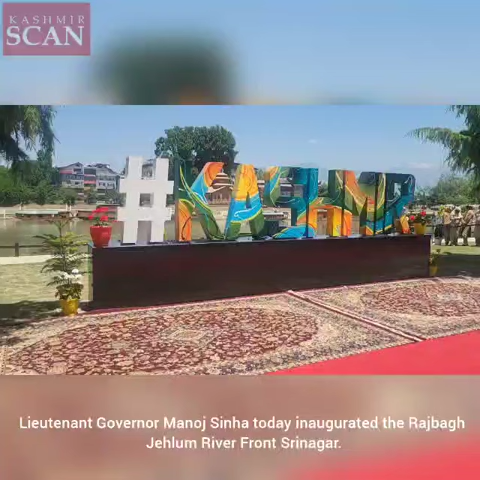 KASHMIR
SCAN
#KASHMIR
Lieutenant Governor Manoj Sinha today inaugurated the Rajbagh
Jehlum River Front Srinagar.